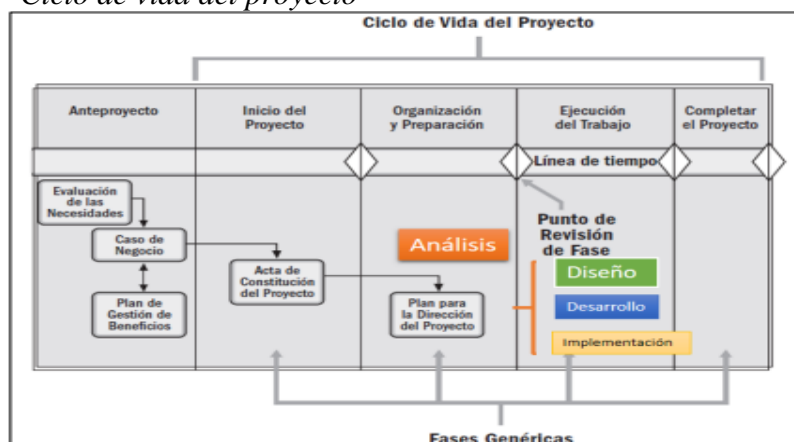 Ciclo de vida del proyecto
Ciclo de Vida del Proyecto
Anteproyecto
Inicio del
Proyecto
Organización
y Preparación
Ejecución
del Trabajo
Completar
el Proyecto
Línea de tiempo
Evaluación
de las
Necesidades
Caso de
Negocio
Plan de
Gestión de
Beneficios
Acta de
Constitución
del Proyecto
Análisis
Plan para
la Dirección
del Proyecto
Punto de
Revisión
de Fase
Diseño
Desarrollo
Implementación
Fases Genéricas